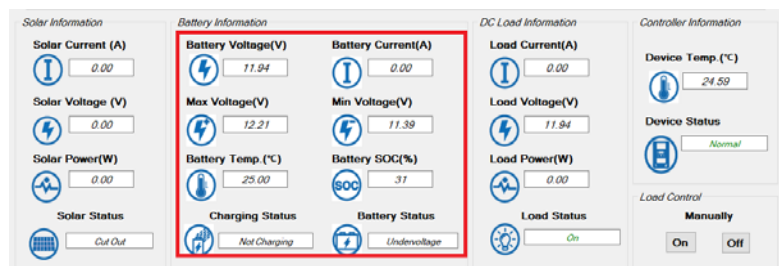 Solar Information
Solar Current (A)
0.00
Solar Voltage (V)
0.00
Solar Power(W)
0.00
Solar Status
Cut Out
Battery Information
Battery Voltage(V)
11.94
Battery Current(A)
0.00
Max Voltage(V)
12.21
Min Voltage(V)
11.39
Battery Temp.(℃)
25.00
Battery SOC(%)
SOC
31
Charging Status
Not Charging
Battery Status
Undervoltage
DC Load Information
Load Current(A)
0.00
Load Voltage(V)
11.94
Load Power(W)
0.00
Load Status
On
Controller Information
Device Temp.(℃)
24.59
Device Status
Normal
Load Control
Manually
On
Off